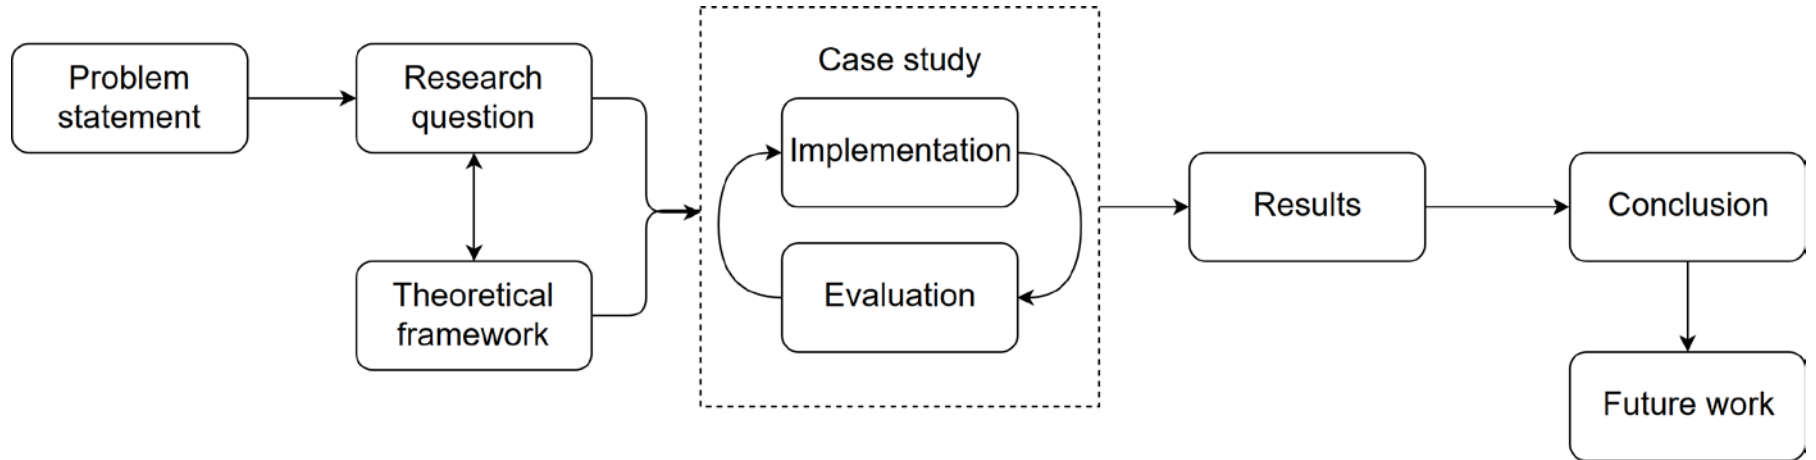 Problem
statement
Research
question
Theoretical
framework
Case study
Implementation
Evaluation
Results
Conclusion
Future work